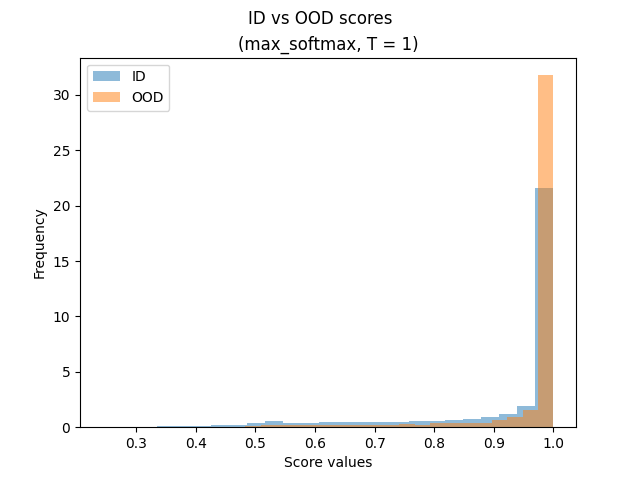 ID vs OOD scores
(max_softmax, T = 1)
ID
OOD
Frequency
30
25
20
15
10
5
0
0.3 0.4 0.5 0.6 0.7 0.8 0.9 1.0
Score values